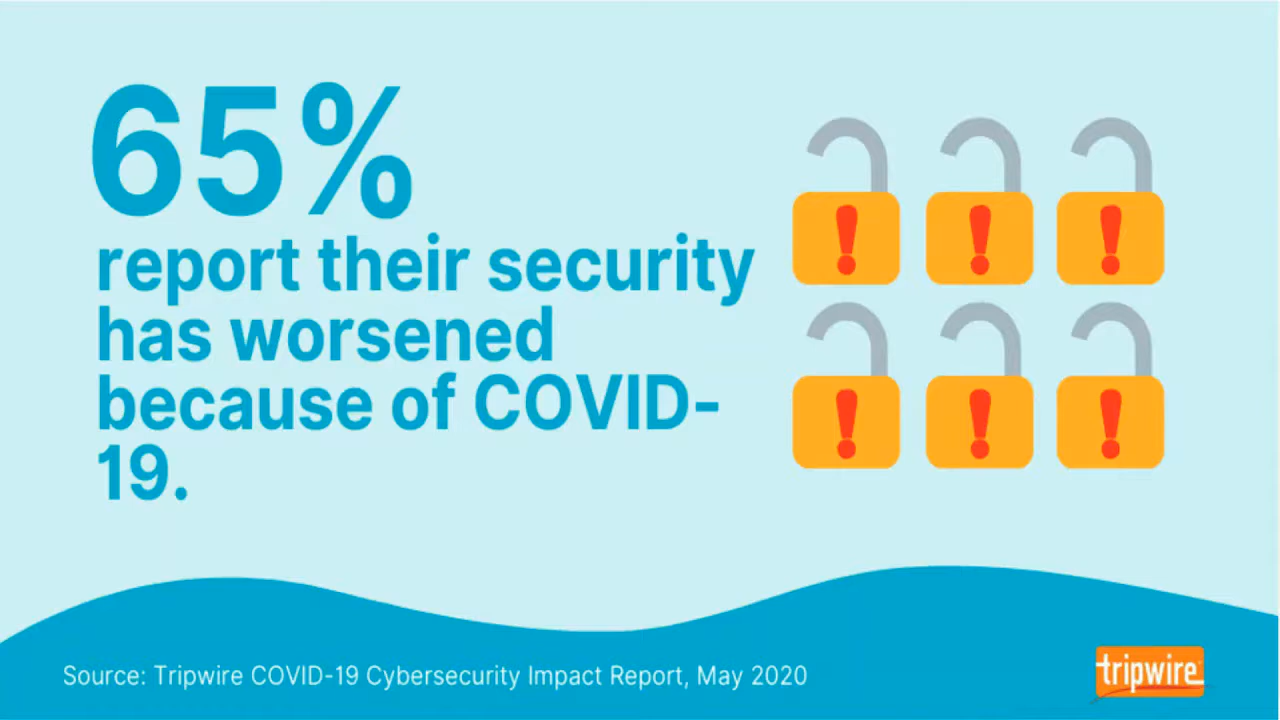 65%
report their security
has worsened
because of COVID-
19.
Source: Tripwire COVID-19 Cybersecurity Impact Report, May 2020
tripwire